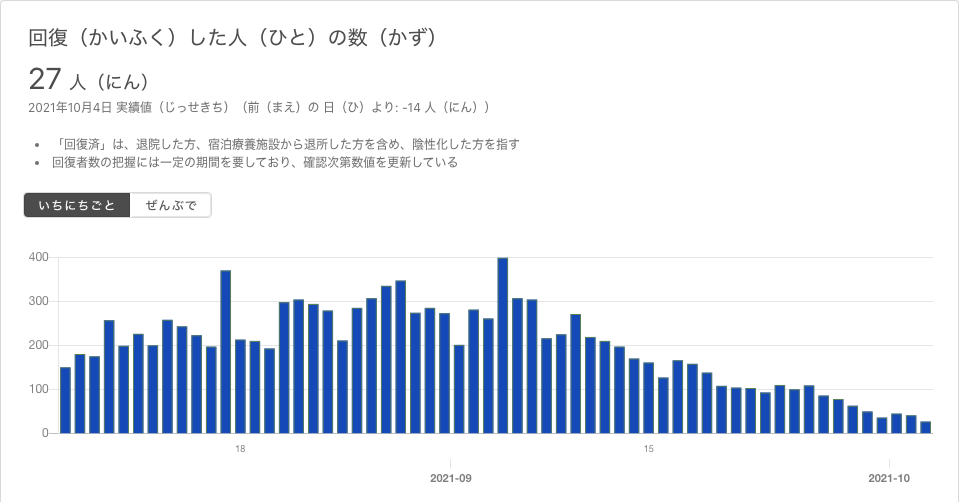 回復（かいふく）した人（ひと）の数（かず）
27 人（にん）
2021年10月4日 実績値（じっせきち）（前（まえ）の 日（ひ）より: -14 人（にん））
「回復済」は、退院した方、宿泊療養施設から退所した方を含め、陰性化した方を指す
回復者数の把握には一定の期間を要しており、確認次第数値を更新している
いちにちごと ぜんぶで
400
300
200
100
0
18 15
2021-09 2021-10